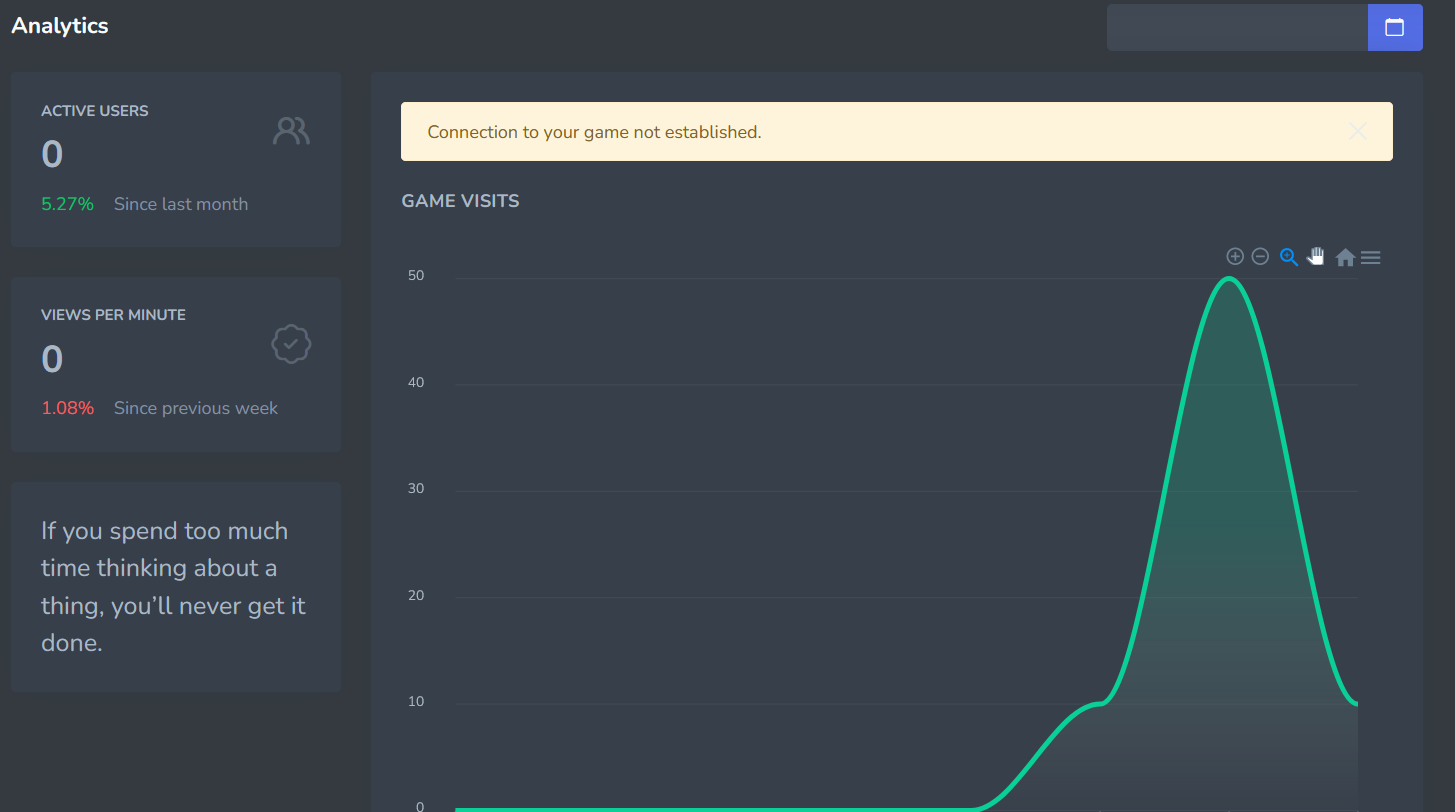 Analytics
ACTIVE USERS
0
5.27% Since last month
VIEWS PER MINUTE
0
1.08% Since previous week
If you spend too much
time thinking about a
thing, you’ll never get it
done.
Connection to your game not established.
GAME VISITS
50
40
30
20
10
0